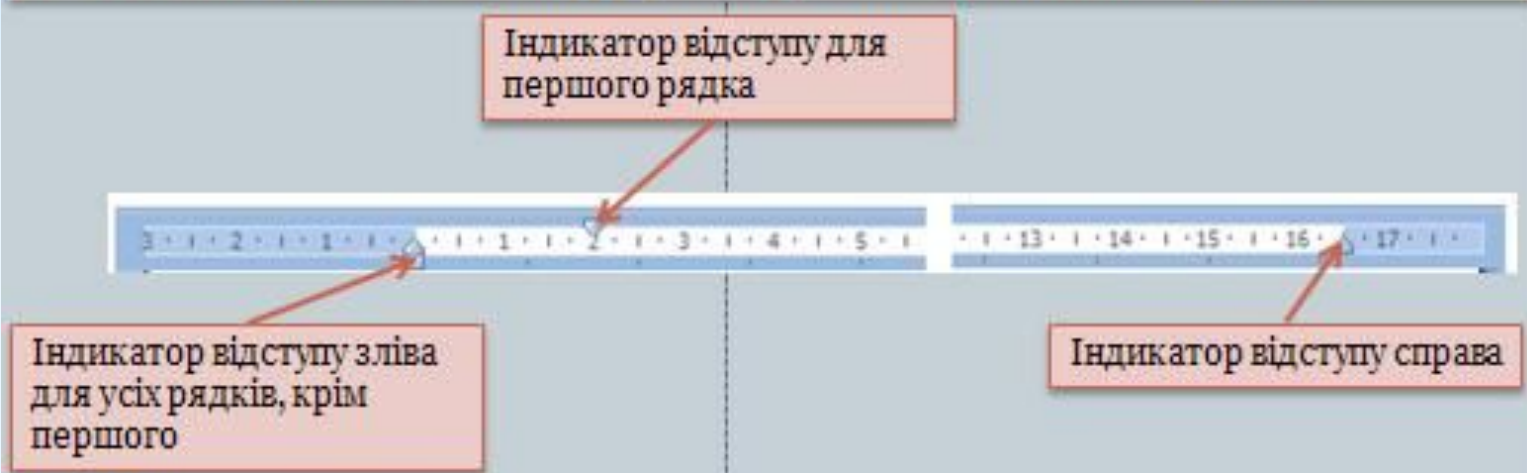 Індикатор відступу для
першого рядка
3 2 1 1 2 3 4 5 13 14 15 16 17
Індикатор відступу зліва
для усіх рядків, крім
першого
Індикатор відступу справа